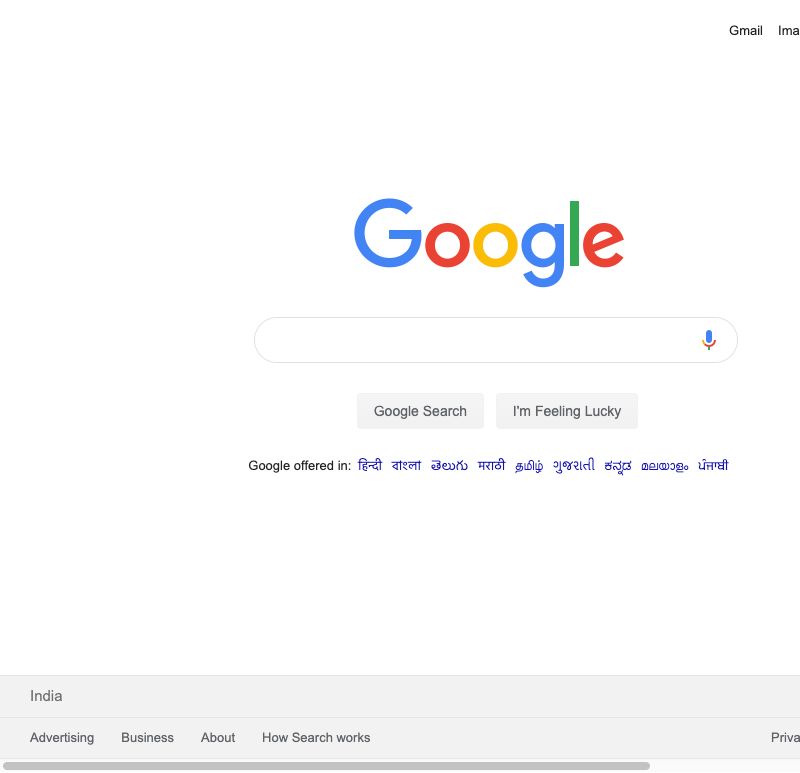 Gmail Ima
Google
Google Search I'm Feeling Lucky
Google offered in: हिन्दी বাংলা తెలుగు मराठी தமிழ் ગુજરાતી ಕನ್ನಡ മലയാളം ਪੰਜਾਬੀ
India
Advertising Business About How Search works Priva